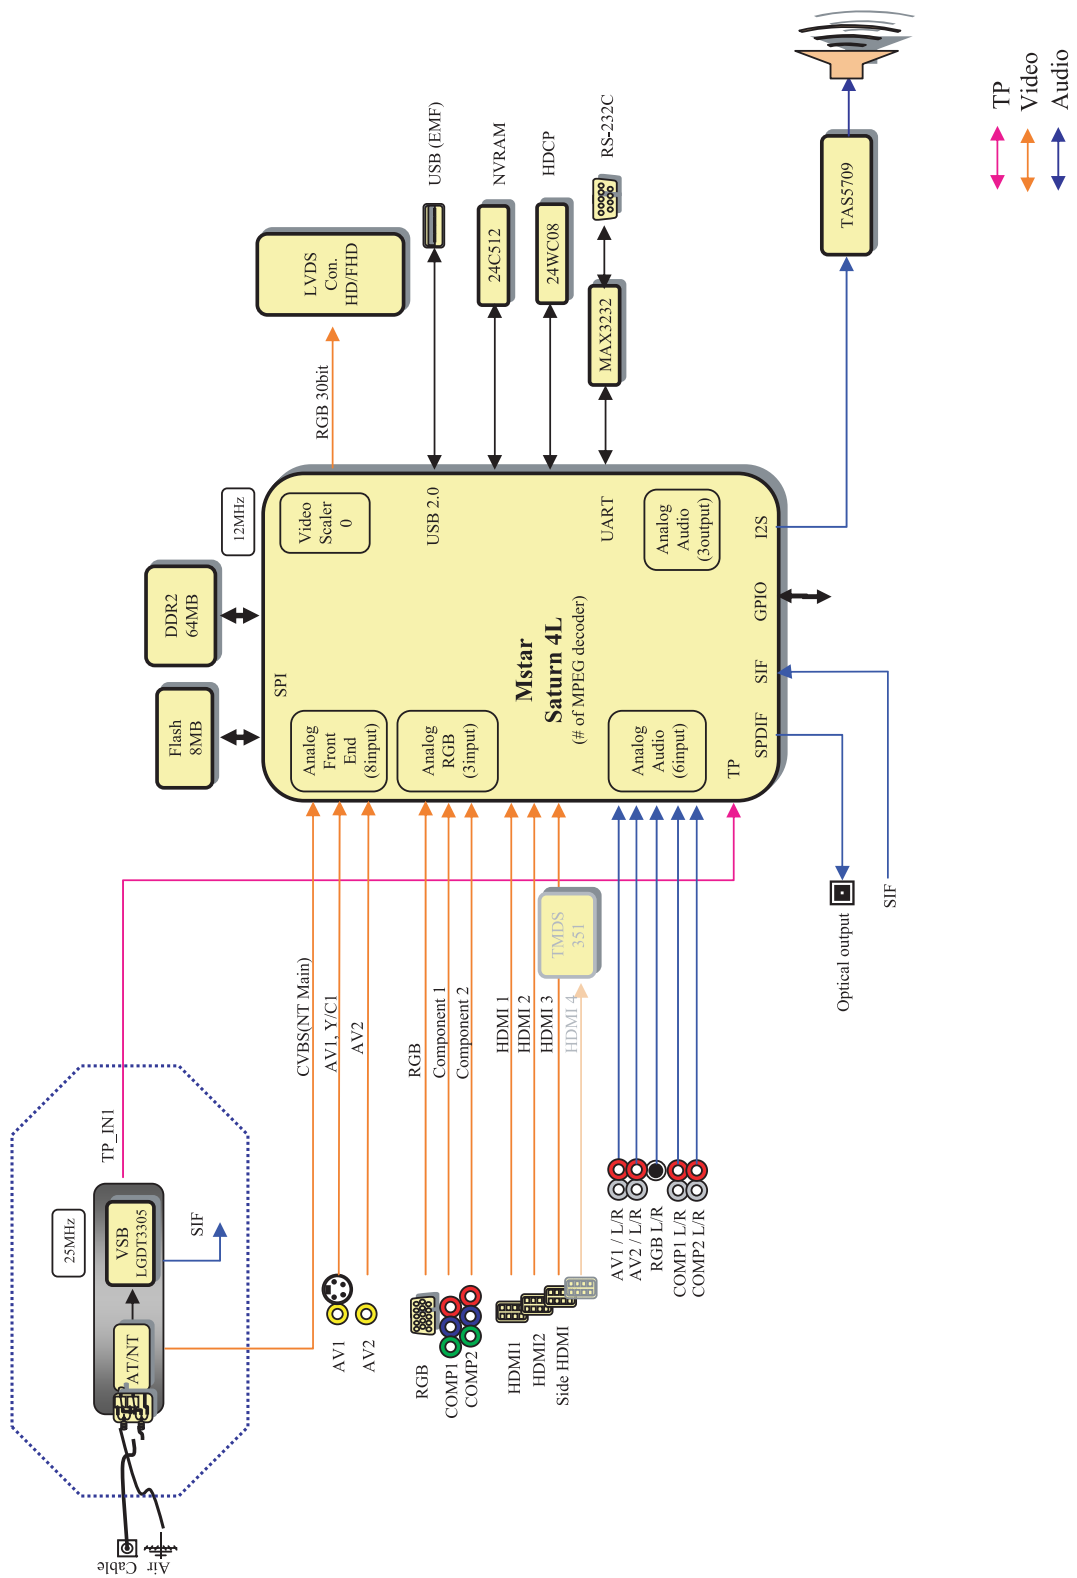 Cable
Air
AT/NT
VSB
LGDT3305
25MHz
TP_IN1
SIF
CVBS(NT Main)
AV1, Y/C1
AV2
RGB
Component 1
Component 2
HDMI 1
HDMI 2
HDMI 3
HDMI 4
TMDS
351
AV1
AV2
RGB
COMP1
COMP2
HDMI1
HDMI2
Side HDMI
AV1 / L/R
AV2 / L/R
RGB L/R
COMP1 L/R
COMP2 L/R
Flash
8MB
DDR2
64MB
12MHz
SPI
Analog
Front
End
(8input)
Analog
RGB
(3input)
Analog
Audio
(6input)
TP
Mstar
Saturn 4L
(# of MPEG decoder)
Video
Scaler
0
USB 2.0
UART
Analog
Audio
(3output)
SPDIF
SIF
GPIO
I2S
Optical output
SIF
RGB 30bit
LVDS
Con.
HD/FHD
USB (EMF)
24C512
NVRAM
24WC08
HDCP
MAX3232
RS-232C
TAS5709
TP
Video
Audio